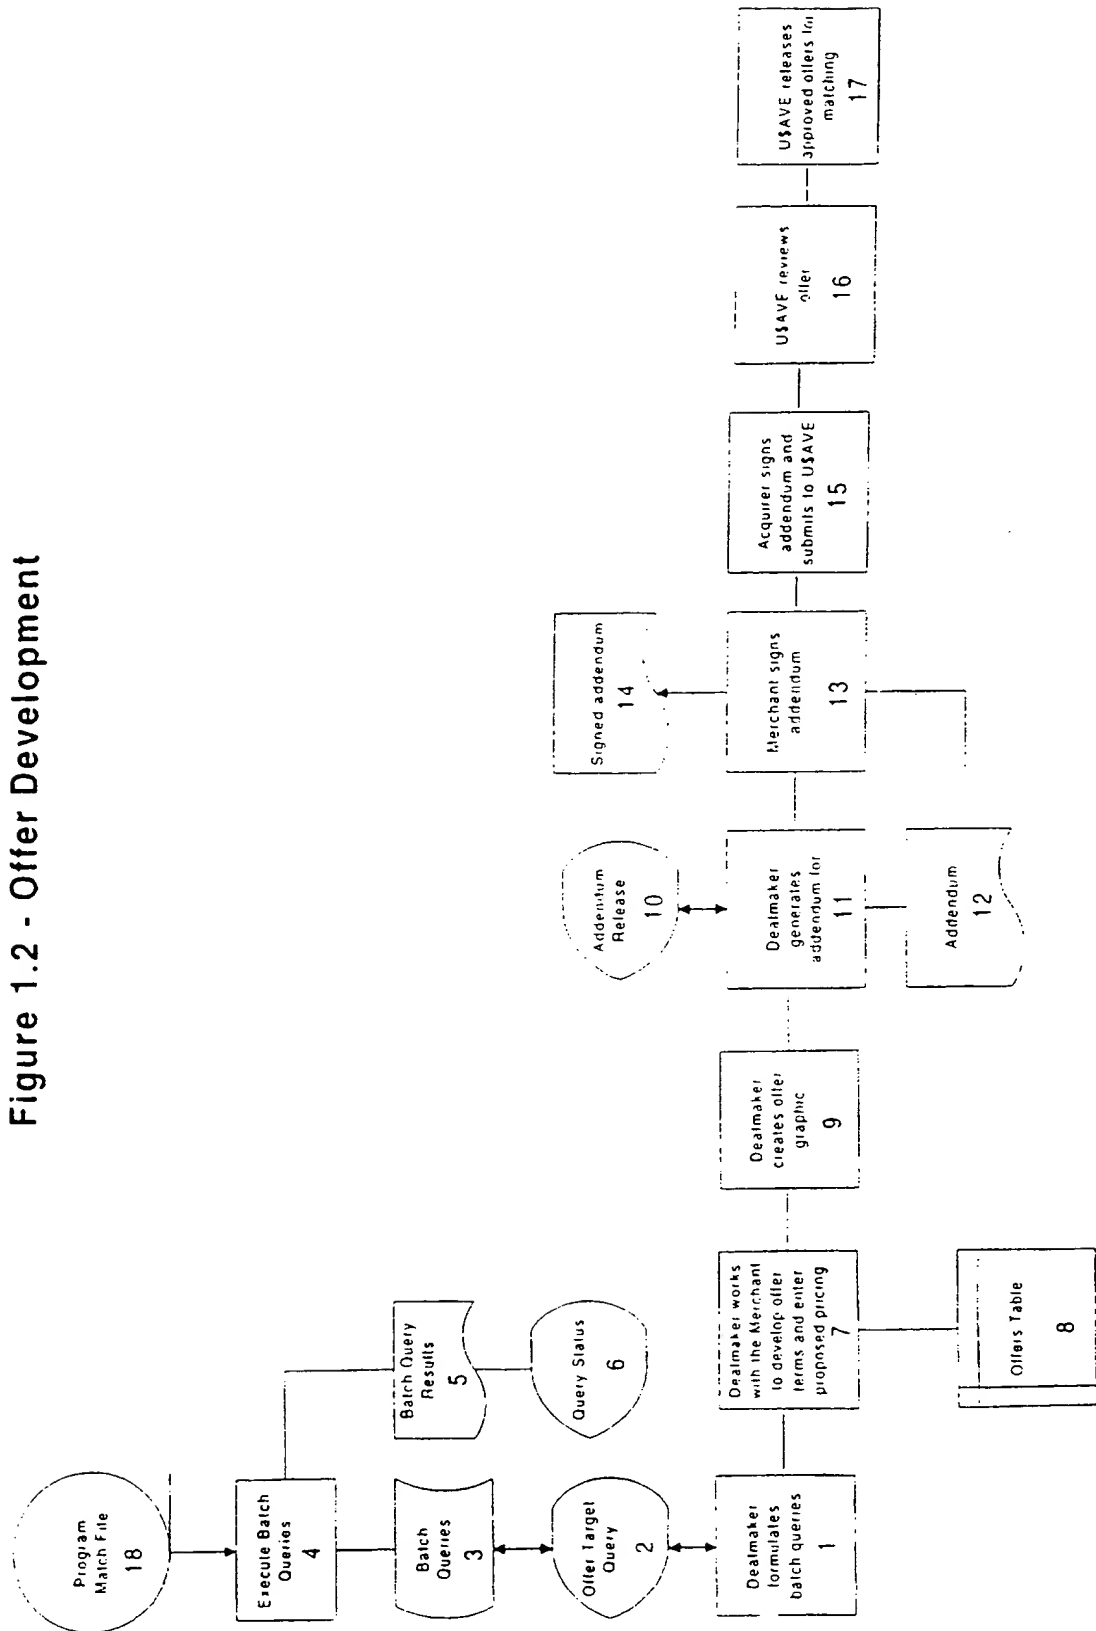 Figure 1.2 - Offer Development
Program
Match File
18
Execute Batch
Queries
4
Batch
Queries
3
Offer Target
Query
2
Dealmaker
formulates
batch queries
1
Batch Query
Results
5
Query Status
6
Dealmaker works
with the Merchant
to develop offer
terms and enter
proposed pricing
7
Offers Table
8
Dealmaker
creates offer
graphic
9
Addendum
Release
10
Dealmaker
generates
addendum for
11
Addendum
12
Signed addendum
14
Merchant signs
addendum
13
Acquirer signs
addendum and
submits to U$AVE
15
U$AVE reviews
offer
16
U$AVE releases
approved offers for
matching
17